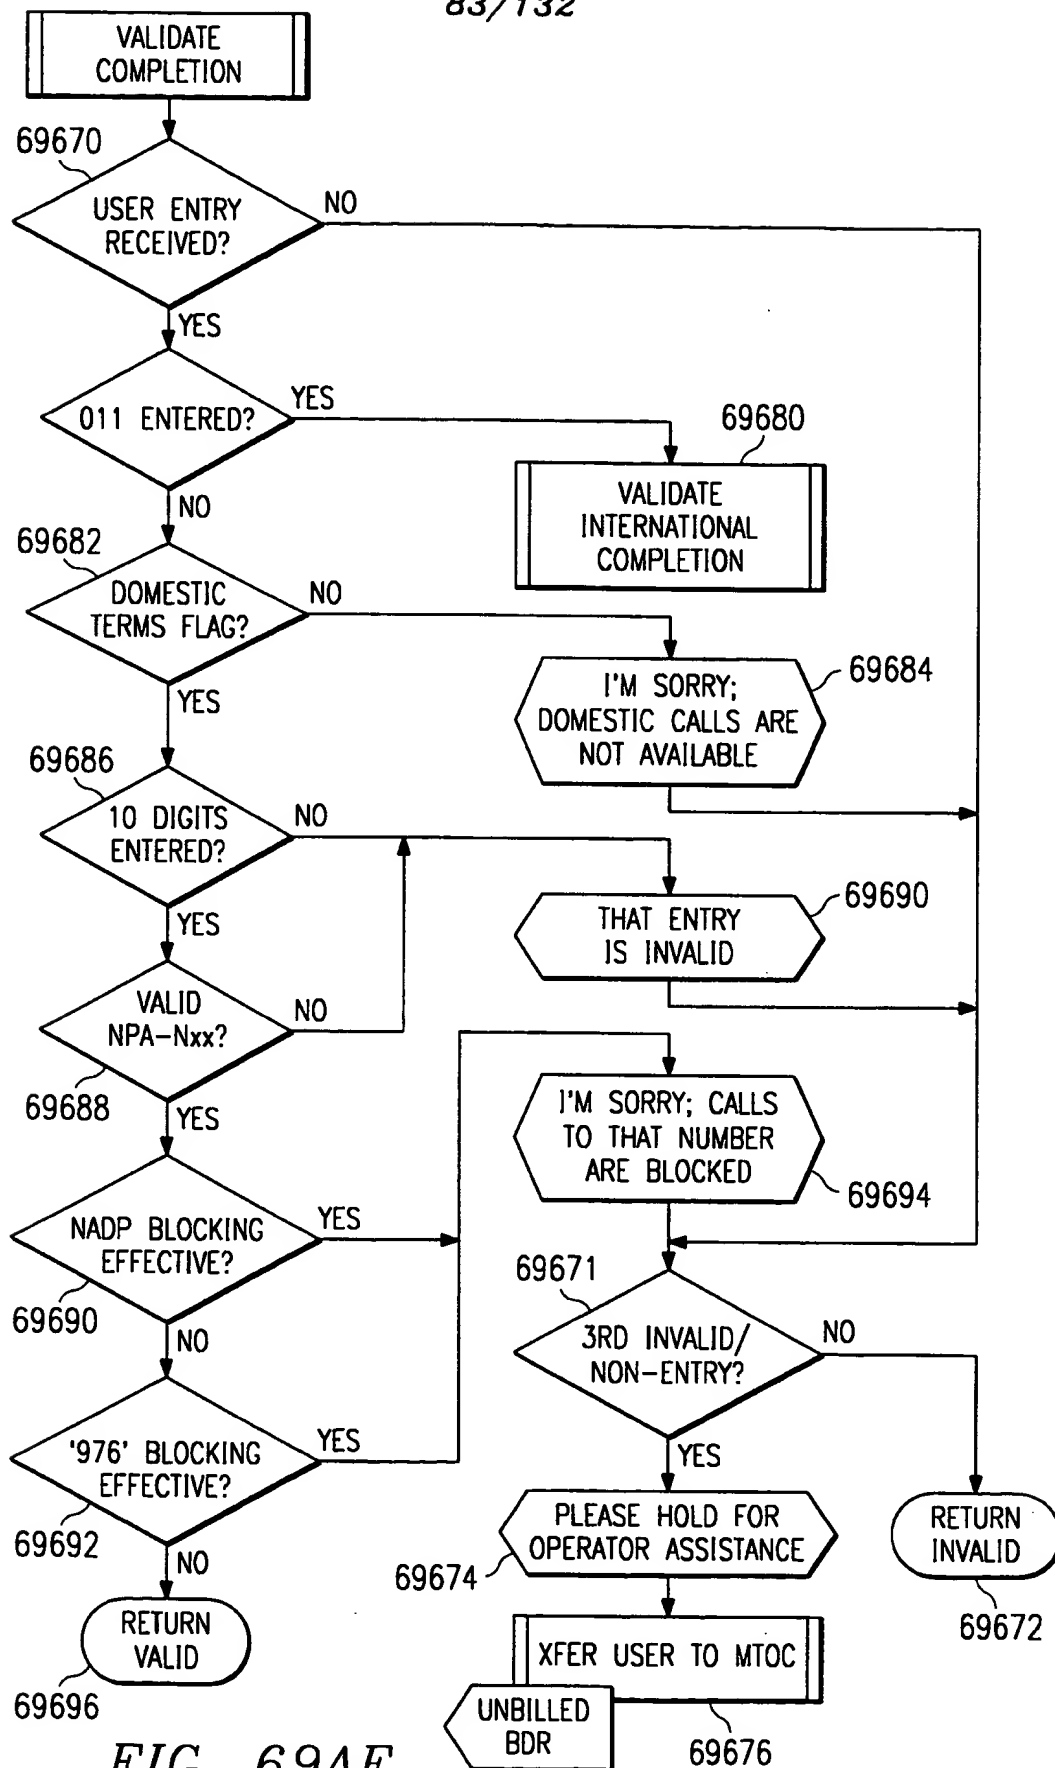 83/132
VALIDATE
COMPLETION
69670
USER ENTRY
RECEIVED?
NO
YES
011 ENTERED?
YES
NO
69680
VALIDATE
INTERNATIONAL
COMPLETION
69682
DOMESTIC
TERMS FLAG?
NO
YES
I'M SORRY;
DOMESTIC CALLS ARE
NOT AVAILABLE
69684
69686
10 DIGITS
ENTERED?
NO
YES
THAT ENTRY
IS INVALID
69690
VALID
NPA-Nxx?
NO
69688
YES
I'M SORRY; CALLS
TO THAT NUMBER
ARE BLOCKED
69694
NADP BLOCKING
EFFECTIVE?
YES
69690
NO
69671
3RD INVALID/
NON-ENTRY?
NO
YES
'976' BLOCKING
EFFECTIVE?
YES
69692
NO
PLEASE HOLD FOR
OPERATOR ASSISTANCE
69674
RETURN
INVALID
69672
RETURN
VALID
69696
XFER USER TO MTOC
UNBILLED
BDR
69676
FIG. 69AF